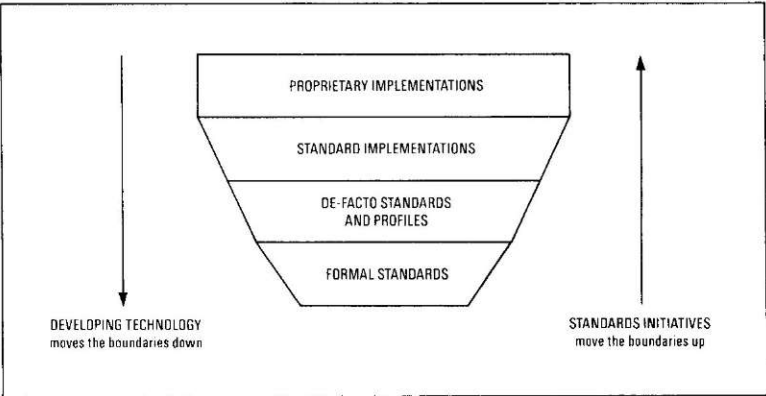 PROPRIETARY IMPLEMENTATIONS
STANDARD IMPLEMENTATIONS
DE-FACTO STANDARDS
AND PROFILES
FORMAL STANDARDS
DEVELOPING TECHNOLOGY
moves the boundaries down
STANDARDS INITIATIVES
move the boundaries up